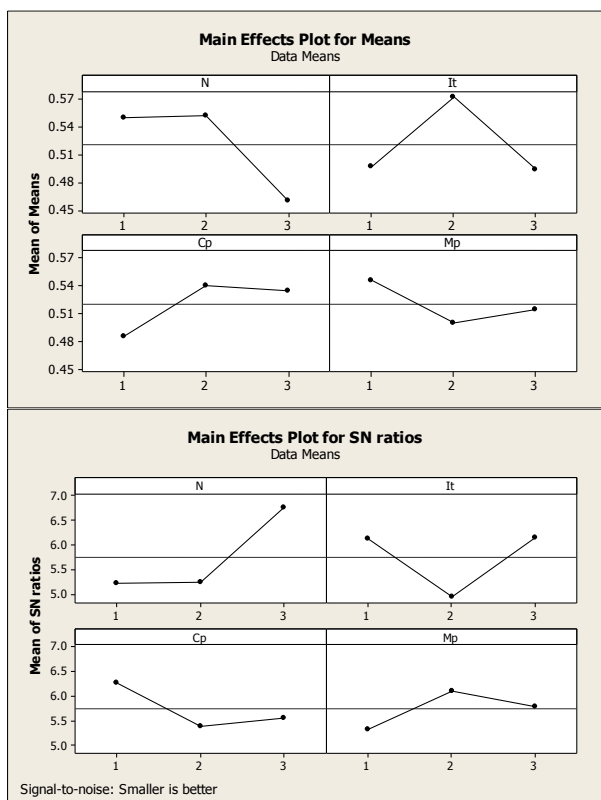 Main Effects Plot for Means
Data Means
N It
0.57
0.54
0.51
0.48
0.45
1 2 3 1 2 3
Cp Mp
0.57
0.54
0.51
0.48
0.45
1 2 3 1 2 3
Mean of Means
Main Effects Plot for SN ratios
Data Means
N It
7.0
6.5
6.0
5.5
5.0
1 2 3 1 2 3
Cp Mp
7.0
6.5
6.0
5.5
5.0
1 2 3 1 2 3
Mean of SN ratios
Signal-to-noise: Smaller is better